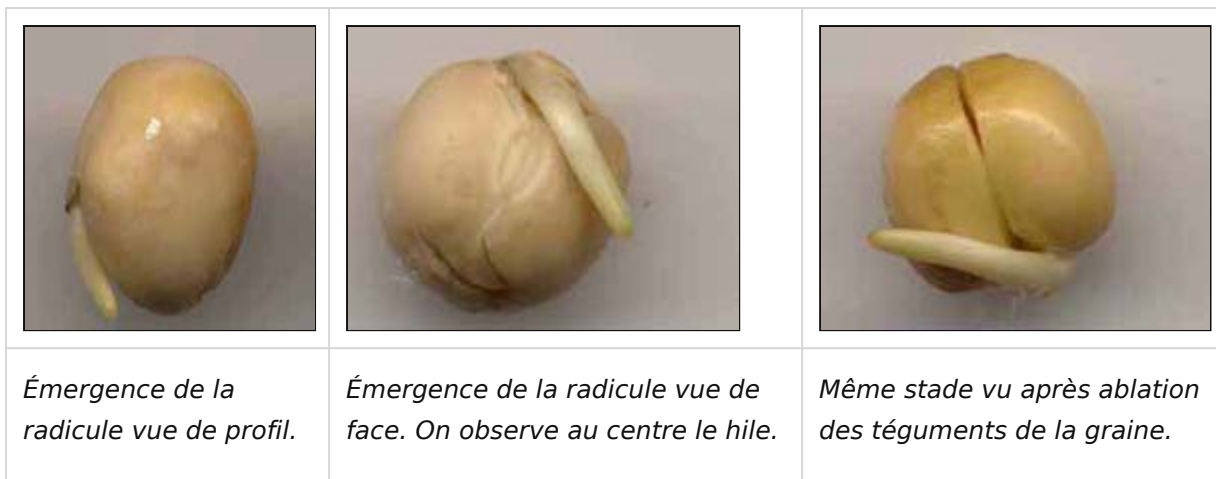 Émergence de la
radicule vue de profil.
Émergence de la radicule vue de
face. On observe au centre le hile.
Même stade vu après ablation
des téguments de la graine.